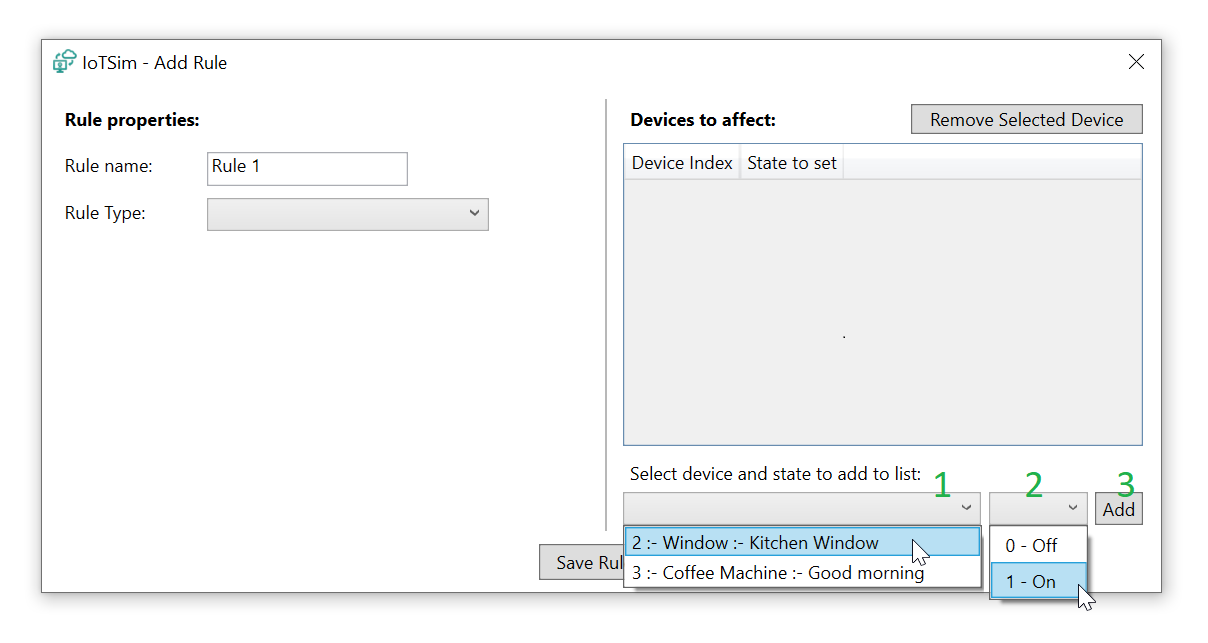 IoTSim - Add Rule
Rule properties:
Rule name:
Rule 1
Rule Type:
Devices to affect:
Remove Selected Device
Device Index
State to set
Select device and state to add to list:
1
2
3
Add
2 :- Window :- Kitchen Window
3 :- Coffee Machine :- Good morning
0 - Off
1 - On
Save Rul